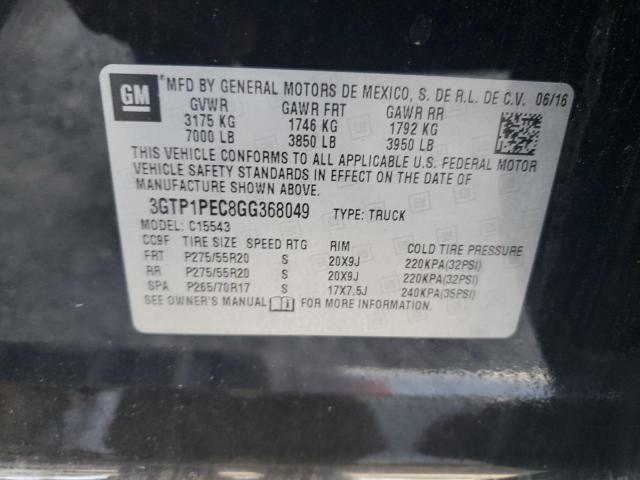 GM
*MFD BY GENERAL MOTORS DE MEXICO, S. DE R.L. DE C.V. 06/16
GVWR GAWR FRT GAWR RR
3175 KG 1746 KG 1792 KG
7000 LB 3850 LB 3950 LB
THIS VEHICLE CONFORMS TO ALL APPLICABLE U.S. FEDERAL MOTOR
VEHICLE SAFETY STANDARDS IN EFFECT ON THE DATE OF
MANUFACTURE SHOWN ABOVE.
3GTP1PEC8GG368049 TYPE: TRUCK
MODEL: C15543
CC9F TIRE SIZE SPEED RTG RIM COLD TIRE PRESSURE
FRT P275/55R20 S 20X9J 220KPA(32PSI)
RR P275/55R20 S 20X9J 220KPA(32PSI)
SPA P265/70R17 S 17X7.5J 240KPA(35PSI)
SEE OWNER'S MANUAL FOR MORE INFORMATION.